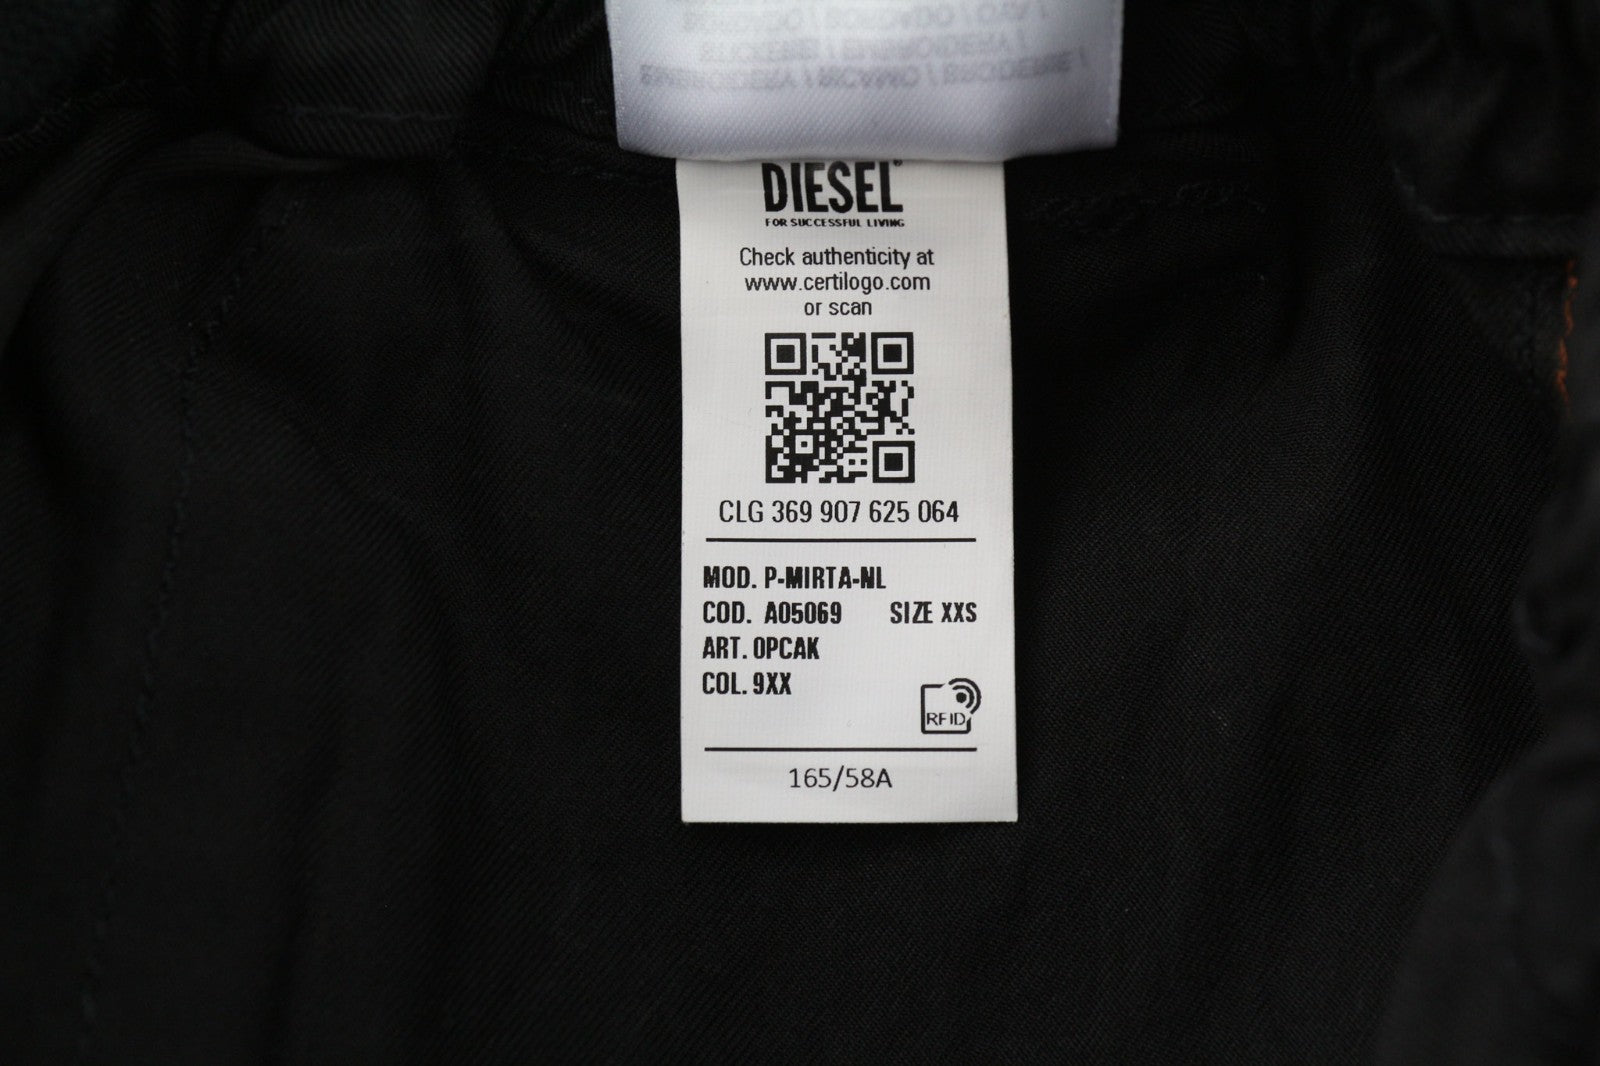 DIESEL®
FOR SUCCESSFUL LIVING
Check authenticity at
www.certilogo.com
or scan
CLG 369 907 625 064
MOD. P-MIRTA-NL
COD. A05069 SIZE XXS
ART. 0PCAK
COL. 9XX
RFID
165/58A